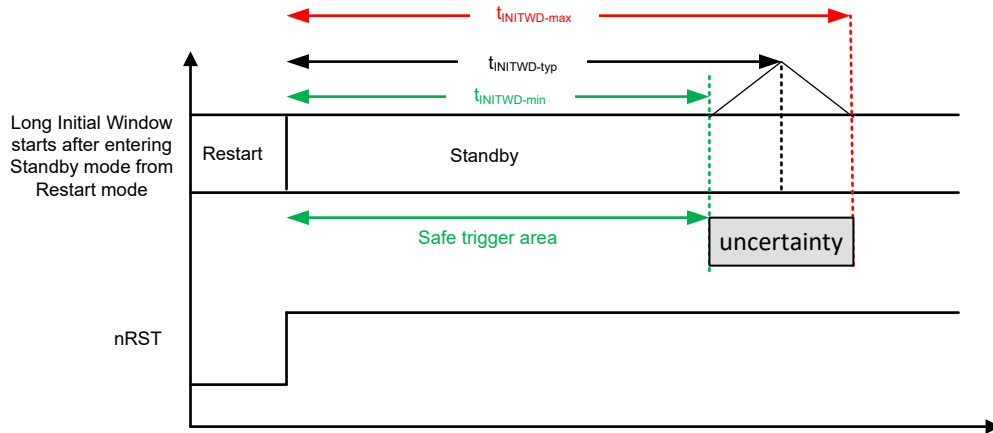 tINITWD-max
tINITWD-typ
tINITWD-min
Long Initial Window
starts after entering
Standby mode from
Restart mode
Restart
Standby
Safe trigger area
uncertainty
nRST